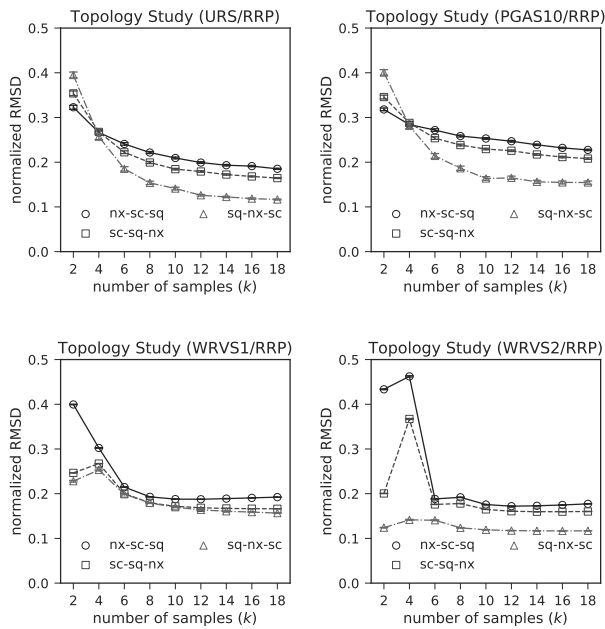 Topology Study (URS/RRP)
normalized RMSD
0.5
0.4
0.3
0.2
0.1
0.0
nx-sc-sq
sc-sq-nx
sq-nx-sc
2 4 6 8 10 12 14 16 18
number of samples (k)
Topology Study (PGAS10/RRP)
normalized RMSD
0.5
0.4
0.3
0.2
0.1
0.0
nx-sc-sq
sc-sq-nx
sq-nx-sc
2 4 6 8 10 12 14 16 18
number of samples (k)
Topology Study (WRVS1/RRP)
normalized RMSD
0.5
0.4
0.3
0.2
0.1
0.0
nx-sc-sq
sc-sq-nx
sq-nx-sc
2 4 6 8 10 12 14 16 18
number of samples (k)
Topology Study (WRVS2/RRP)
normalized RMSD
0.5
0.4
0.3
0.2
0.1
0.0
nx-sc-sq
sc-sq-nx
sq-nx-sc
2 4 6 8 10 12 14 16 18
number of samples (k)